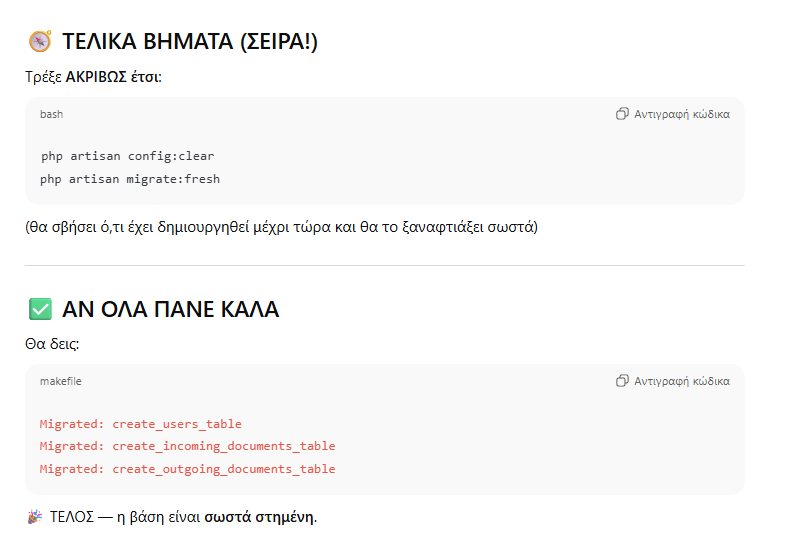 🧭 ΤΕΛΙΚΑ ΒΗΜΑΤΑ (ΣΕΙΡΑ!)
Τρέξε ΑΚΡΙΒΩΣ έτσι:
bash
Αντιγραφή κώδικα
php artisan config:clear
php artisan migrate:fresh
(θα σβήσει ό,τι έχει δημιουργηθεί μέχρι τώρα και θα το ξαναφτιάξει σωστά)
✅ ΑΝ ΟΛΑ ΠΑΝΕ ΚΑΛΑ
Θα δεις:
makefile
Αντιγραφή κώδικα
Migrated: create_users_table
Migrated: create_incoming_documents_table
Migrated: create_outgoing_documents_table
🎉 ΤΕΛΟΣ — η βάση είναι σωστά στημένη.